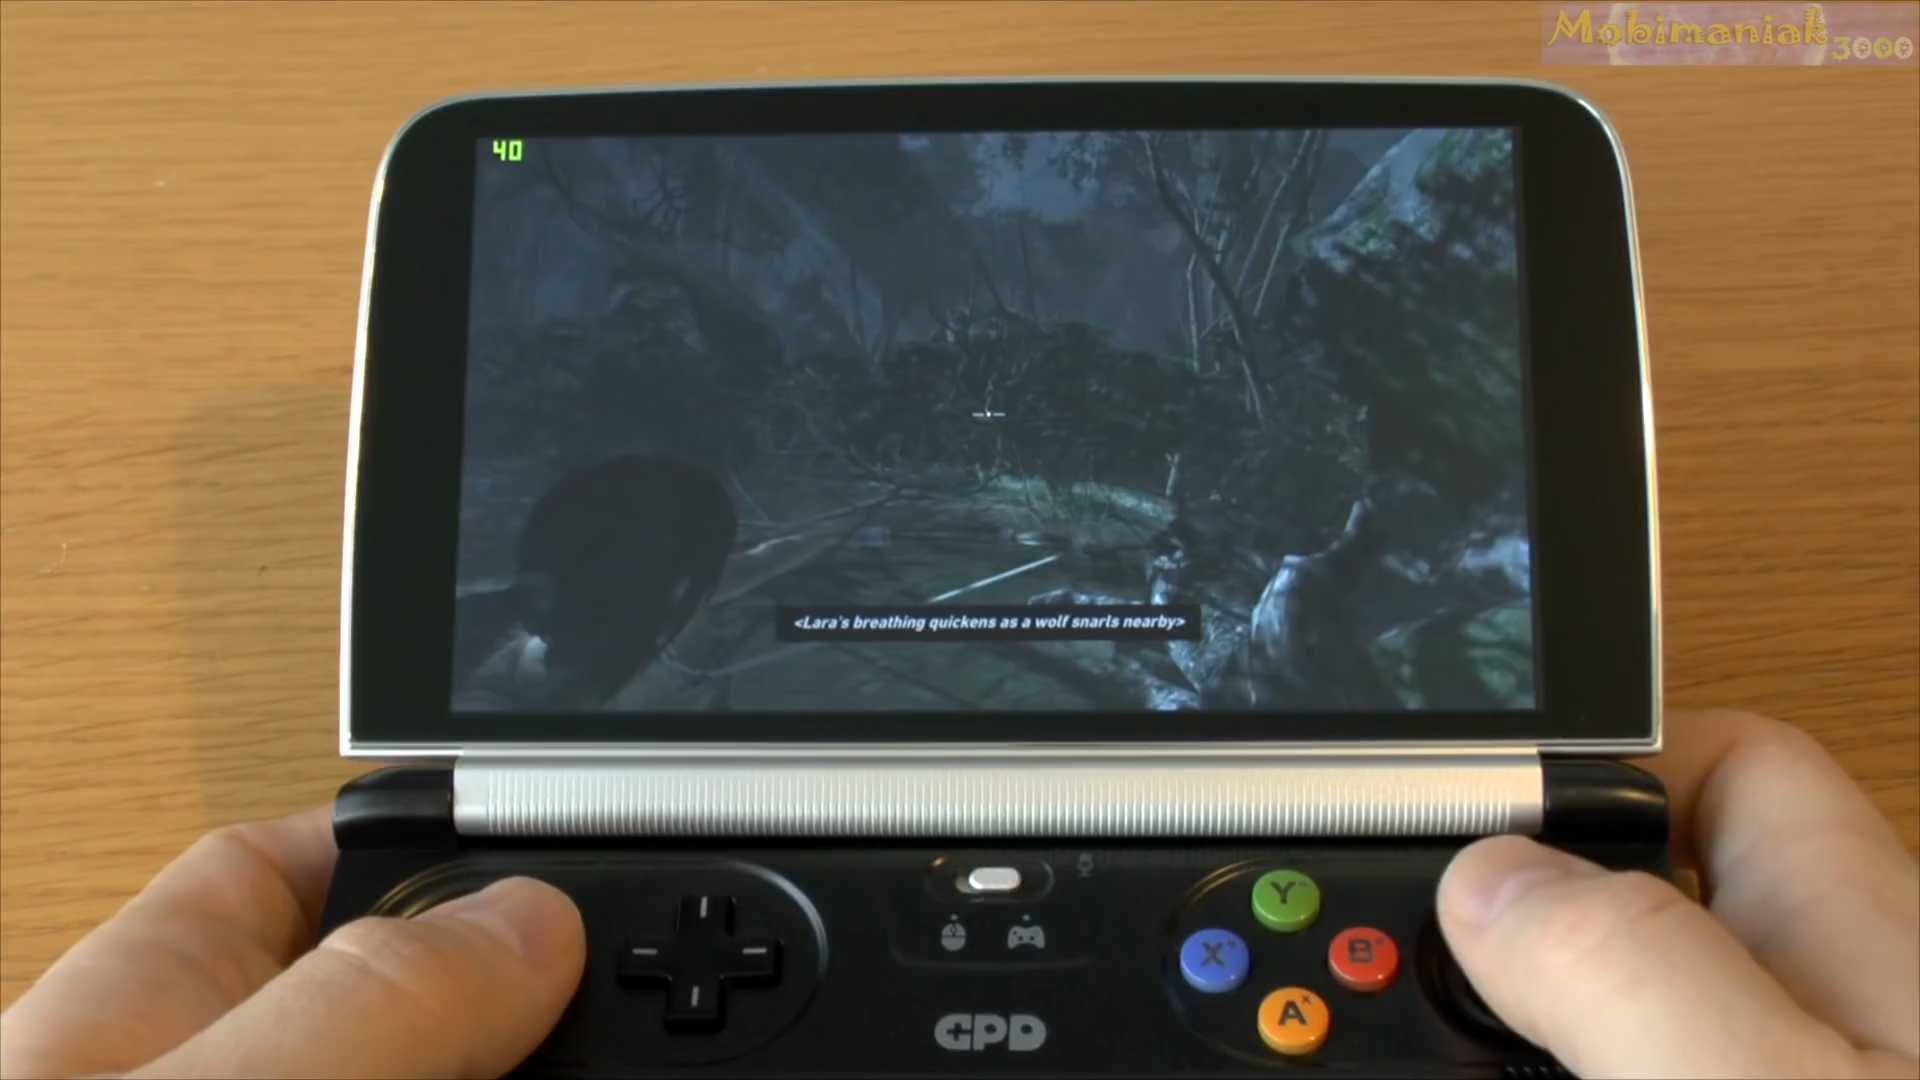 Mobimaniak
3000
40
<Lara's breathing quickens as a wolf snarls nearby>
Y
X
B
A
GPD